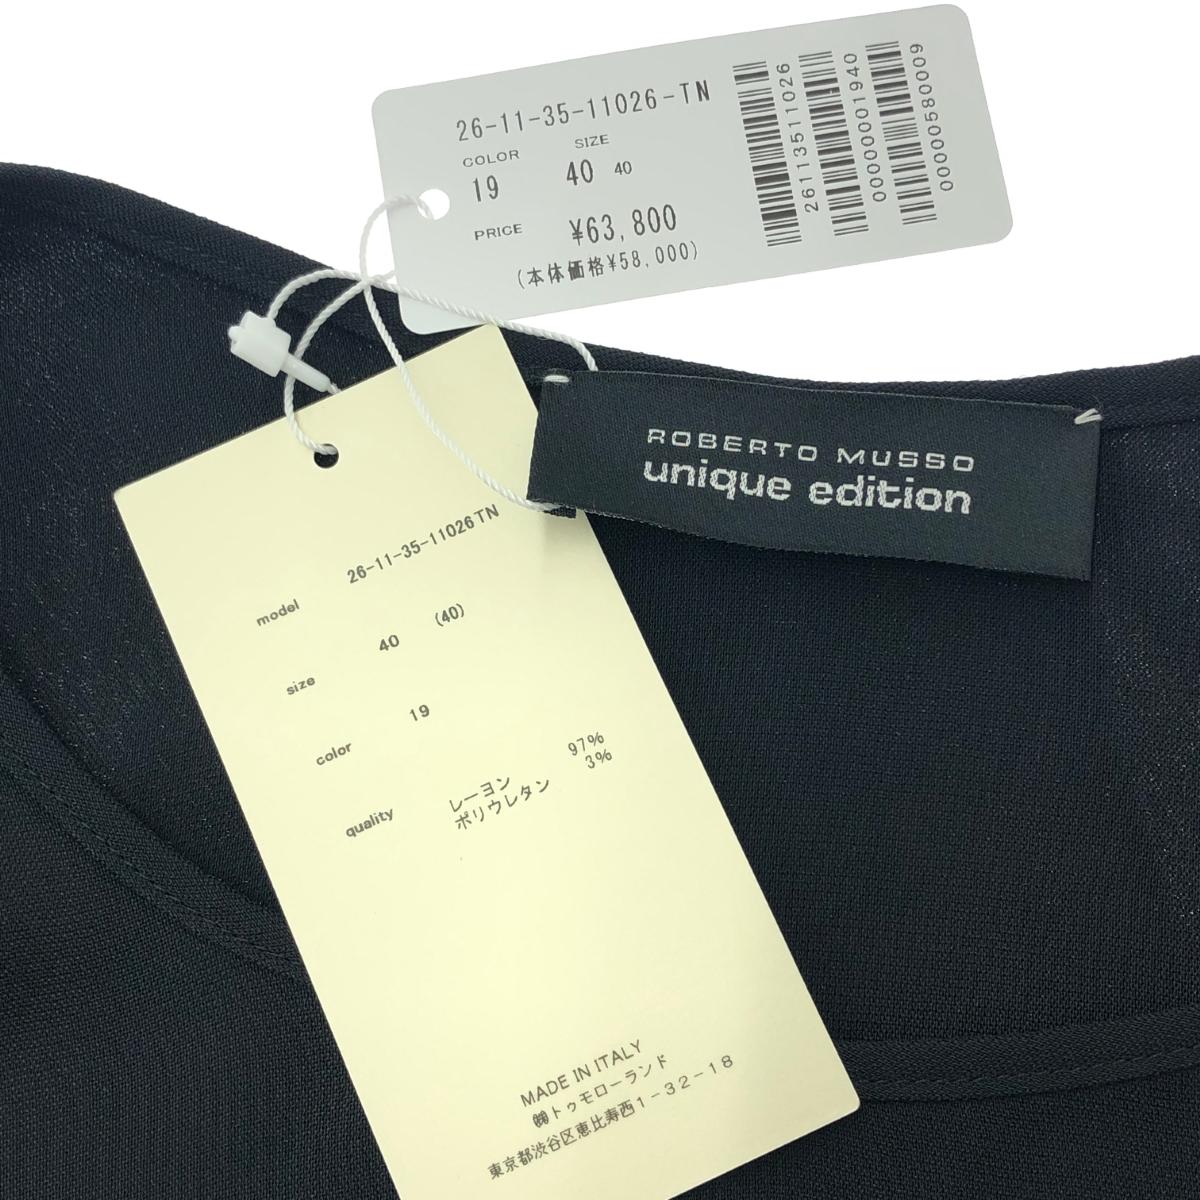 26-11-35-11026-TN
COLOR SIZE
19 40 40
PRICE ¥63,800
(本体価格¥58,000)
2611351102​6
0000001940
0000580009
ROBERTO MUSSO
unique edition
model 26-11-35-11026TN
size 40 (40)
color 19
quality レーヨン 97%
ポリウレタン 3%
MADE IN ITALY
㈱トゥモローランド
東京都渋谷区恵比寿西1-32-18